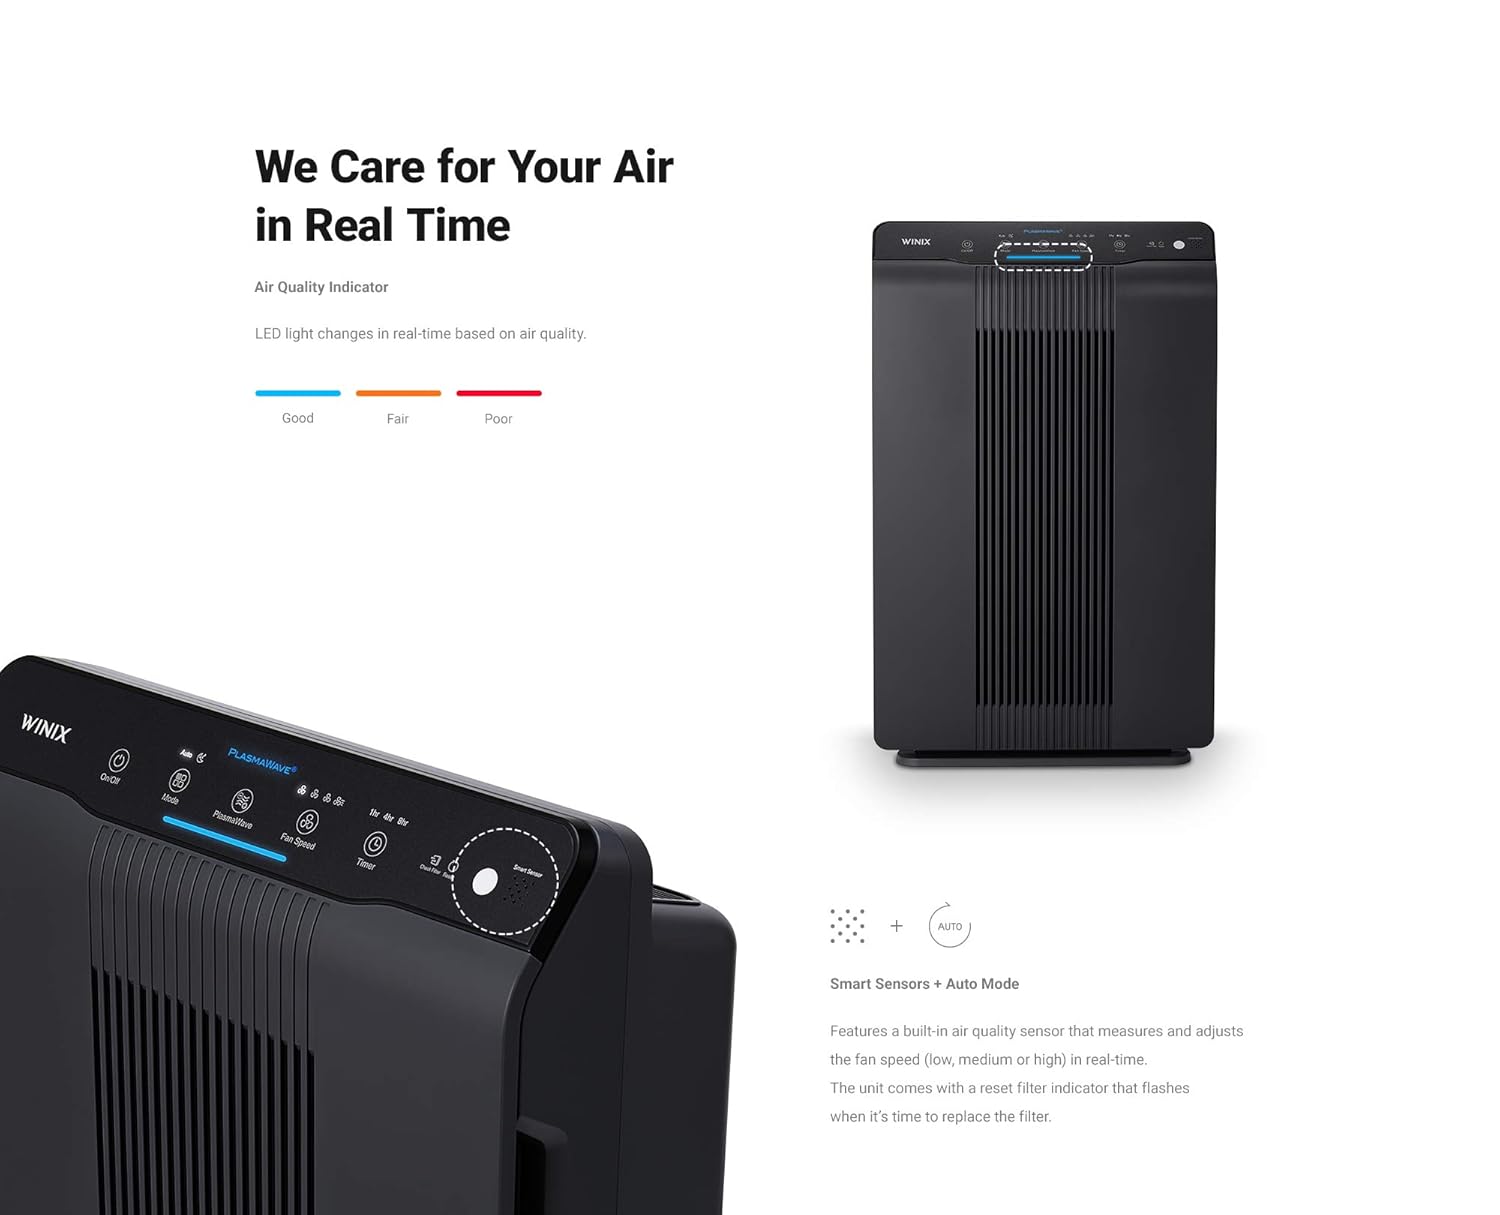 We Care for Your Air
in Real Time
Air Quality Indicator
LED light changes in real-time based on air quality.
Good
Fair
Poor
WINIX
PLASMAWAVE®
WINIX
On/Off
Auto
Mode
PLASMAWAVE®
PlasmaWave
Fan Speed
1hr 4hr 8hr
Timer
Check Filter
Smart Sensor
AUTO
+
Smart Sensors + Auto Mode
Features a built-in air quality sensor that measures and adjusts
the fan speed (low, medium or high) in real-time.
The unit comes with a reset filter indicator that flashes
when it’s time to replace the filter.